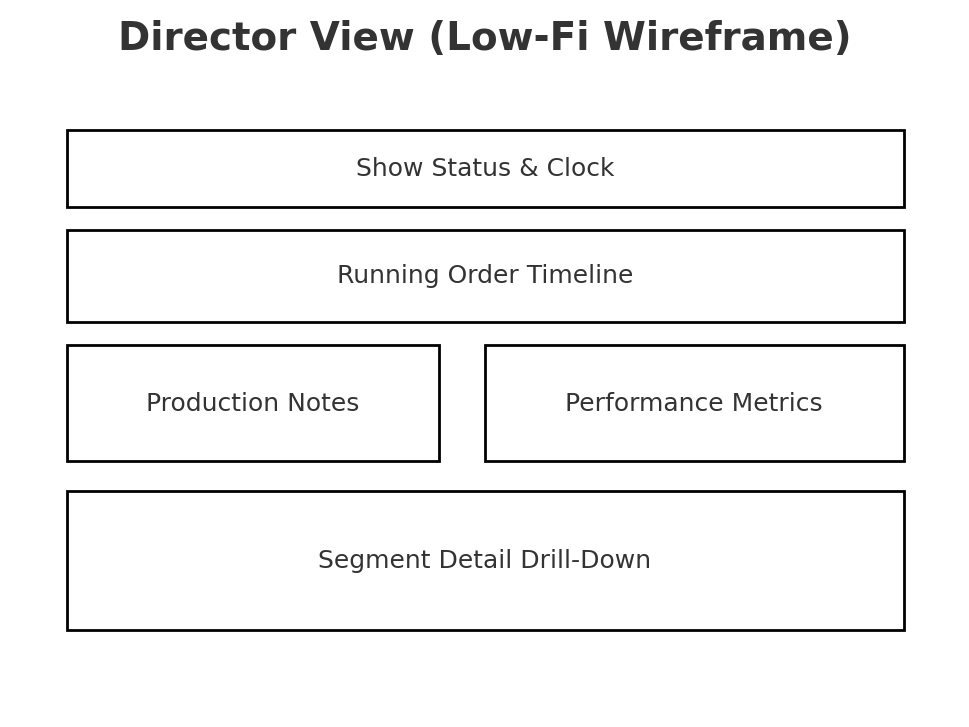 Director View (Low-Fi Wireframe)
Show Status & Clock
Running Order Timeline
Production Notes
Performance Metrics
Segment Detail Drill-Down